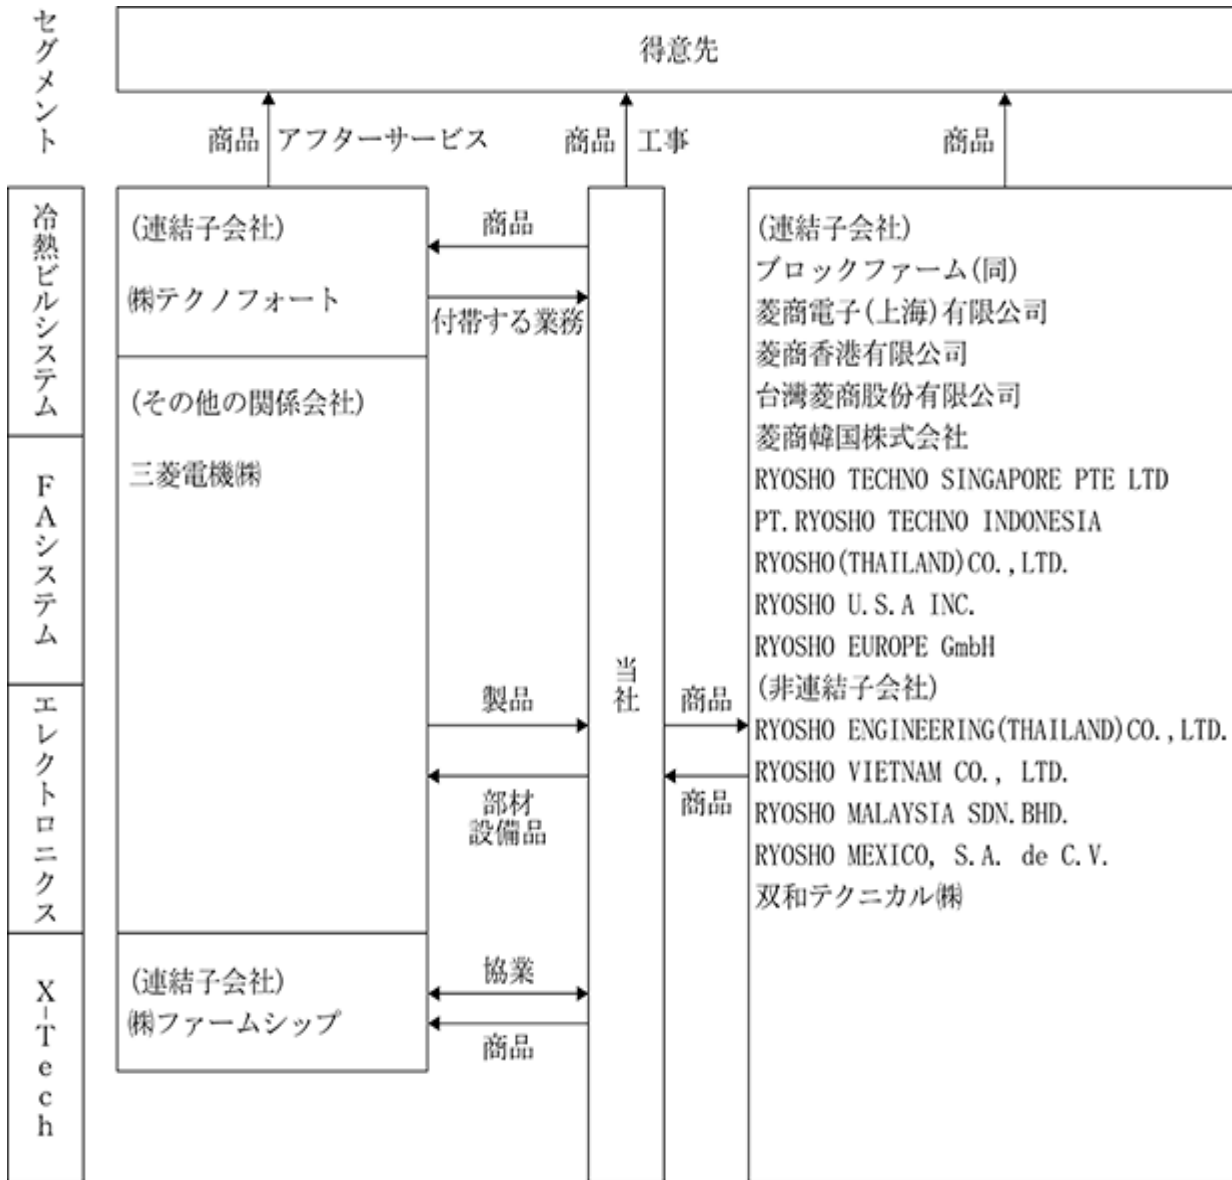 セグメント
得意先
商品 アフターサービス
商品 工事
商品
冷熱ビルシステム
FAシステム
エレクトロニクス
X-Tech
(連結子会社)
㈱テクノフォート
(その他の関係会社)
三菱電機㈱
(連結子会社)
㈱ファームシップ
商品
付帯する業務
製品
部材
設備品
協業
商品
当社
商品
商品
(連結子会社)
ブロックファーム(同)
菱商電子(上海)有限公司
菱商香港有限公司
台灣菱商股份有限公司
菱商韓国株式会社
RYOSHO TECHNO SINGAPORE PTE LTD
PT.RYOSHO TECHNO INDONESIA
RYOSHO(THAILAND)CO.,LTD.
RYOSHO U.S.A INC.
RYOSHO EUROPE GmbH
(非連結子会社)
RYOSHO ENGINEERING(THAILAND)CO.,LTD.
RYOSHO VIETNAM CO., LTD.
RYOSHO MALAYSIA SDN.BHD.
RYOSHO MEXICO, S.A. de C.V.
双和テクニカル㈱